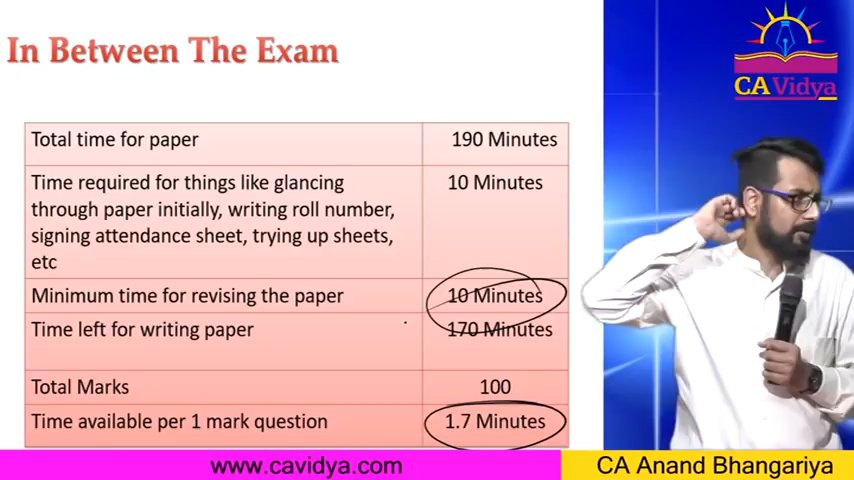 In Between The Exam
CA Vidya
Total time for paper 190 Minutes
Time required for things like glancing 10 Minutes
through paper initially, writing roll number,
signing attendance sheet, trying up sheets,
etc
Minimum time for revising the paper 10 Minutes
Time left for writing paper 170 Minutes
Total Marks 100
Time available per 1 mark question 1.7 Minutes
www.cavidya.com
CA Anand Bhangariya